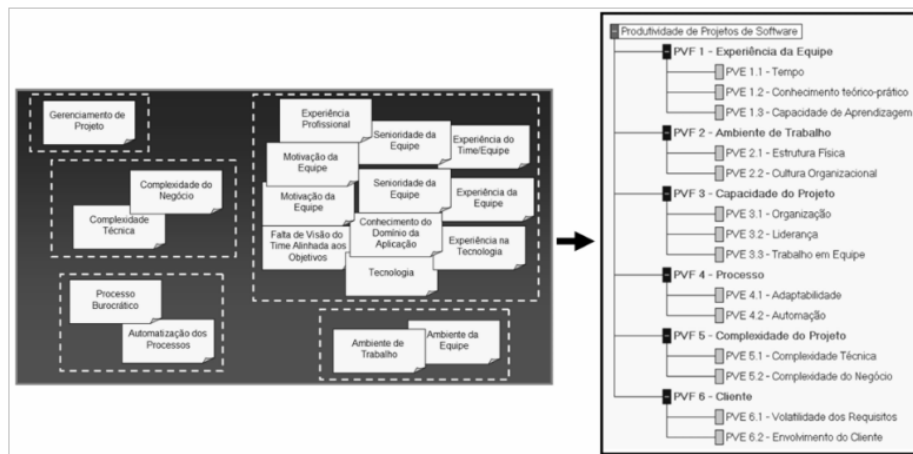 Gerenciamento de
Projeto
Complexidade do
Negócio
Complexidade
Técnica
Processo
Burocrático
Automatização dos
Processos
Experiência
Profissional
Senioridade da
Equipe
Experiência do
Time/Equipe
Motivação da
Equipe
Senioridade da
Equipe
Experiência da
Equipe
Motivação da
Equipe
Conhecimento do
Domínio da
Aplicação
Falta de Visão do
Time Alinhada aos
Objetivos
Experiência na
Tecnologia
Tecnologia
Ambiente de
Trabalho
Ambiente da
Equipe
Produtividade de Projetos de Software
PVF 1 - Experiência da Equipe
PVE 1.1 - Tempo
PVE 1.2 - Conhecimento teórico-prático
PVE 1.3 - Capacidade de Aprendizagem
PVF 2 - Ambiente de Trabalho
PVE 2.1 - Estrutura Física
PVE 2.2 - Cultura Organizacional
PVF 3 - Capacidade do Projeto
PVE 3.1 - Organização
PVE 3.2 - Liderança
PVE 3.3 - Trabalho em Equipe
PVF 4 - Processo
PVE 4.1 - Adaptabilidade
PVE 4.2 - Automação
PVF 5 - Complexidade do Projeto
PVE 5.1 - Complexidade Técnica
PVE 5.2 - Complexidade do Negócio
PVF 6 - Cliente
PVE 6.1 - Volatilidade dos Requisitos
PVE 6.2 - Envolvimento do Cliente